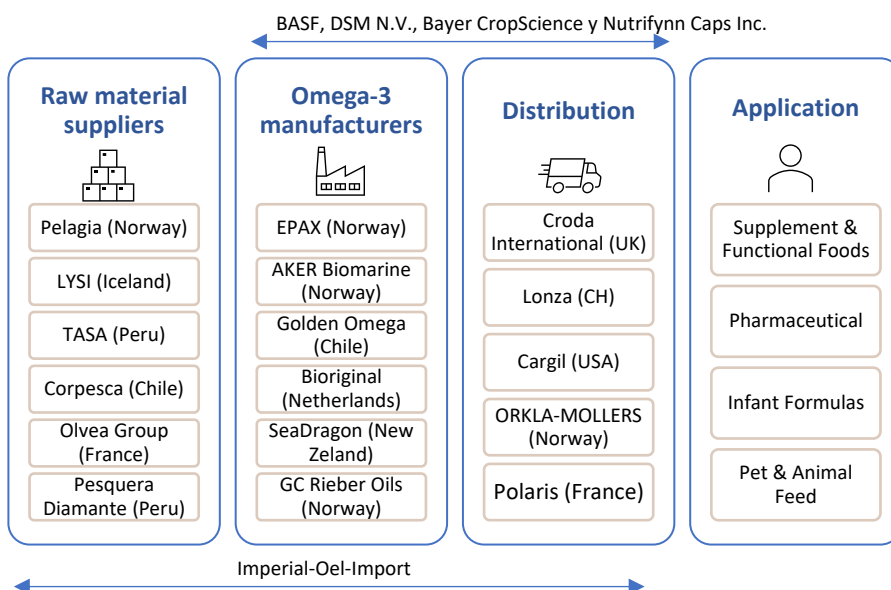 BASF, DSM N.V., Bayer CropScience y Nutrifynn Caps Inc.
Raw material
suppliers
Pelagia (Norway)
LYSI (Iceland)
TASA (Peru)
Corpesca (Chile)
Olvea Group
(France)
Pesquera
Diamante (Peru)
Omega-3
manufacturers
EPAX (Norway)
AKER Biomarine
(Norway)
Golden Omega
(Chile)
Bioriginal
(Netherlands)
SeaDragon (New
Zeland)
GC Rieber Oils
(Norway)
Distribution
Croda
International (UK)
Lonza (CH)
Cargil (USA)
ORKLA-MOLLERS
(Norway)
Polaris (France)
Application
Supplement &
Functional Foods
Pharmaceutical
Infant Formulas
Pet & Animal
Feed
Imperial-Oel-Import